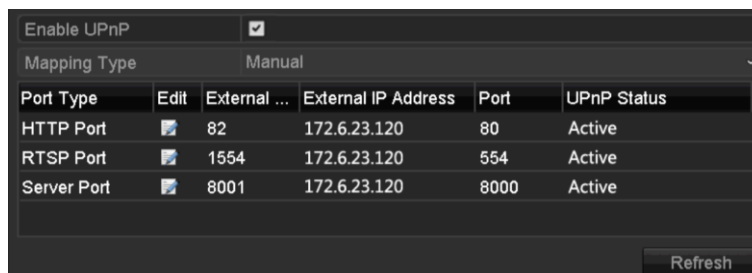 Enable UPnP
Mapping Type Manual
Port Type Edit External ... External IP Address Port UPnP Status
HTTP Port 82 172.6.23.120 80 Active
RTSP Port 1554 172.6.23.120 554 Active
Server Port 8001 172.6.23.120 8000 Active
Refresh